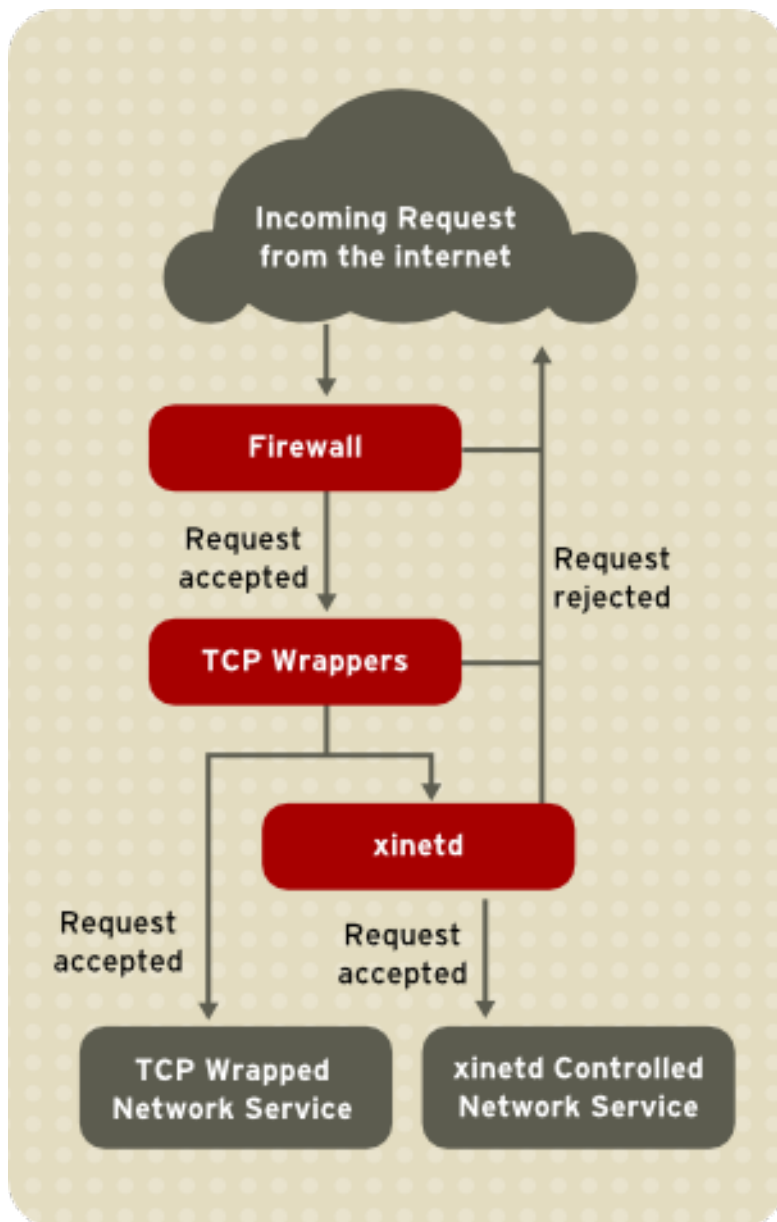 Incoming Request
from the internet
Firewall
Request
accepted
Request
rejected
TCP Wrappers
xinetd
Request
accepted
Request
accepted
TCP Wrapped
Network Service
xinetd Controlled
Network Service